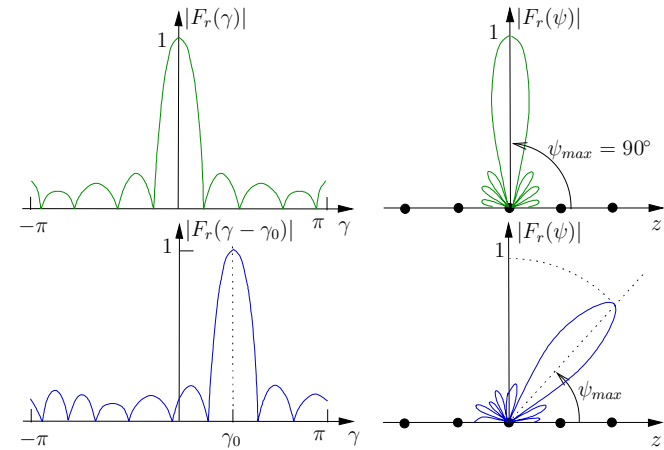 |F_r(γ)|
1
−π
π
γ
|F_r(ψ)|
1
ψ_max = 90°
z
|F_r(γ − γ_0)|
1
−π
γ_0
π
γ
|F_r(ψ)|
1
ψ_max
z